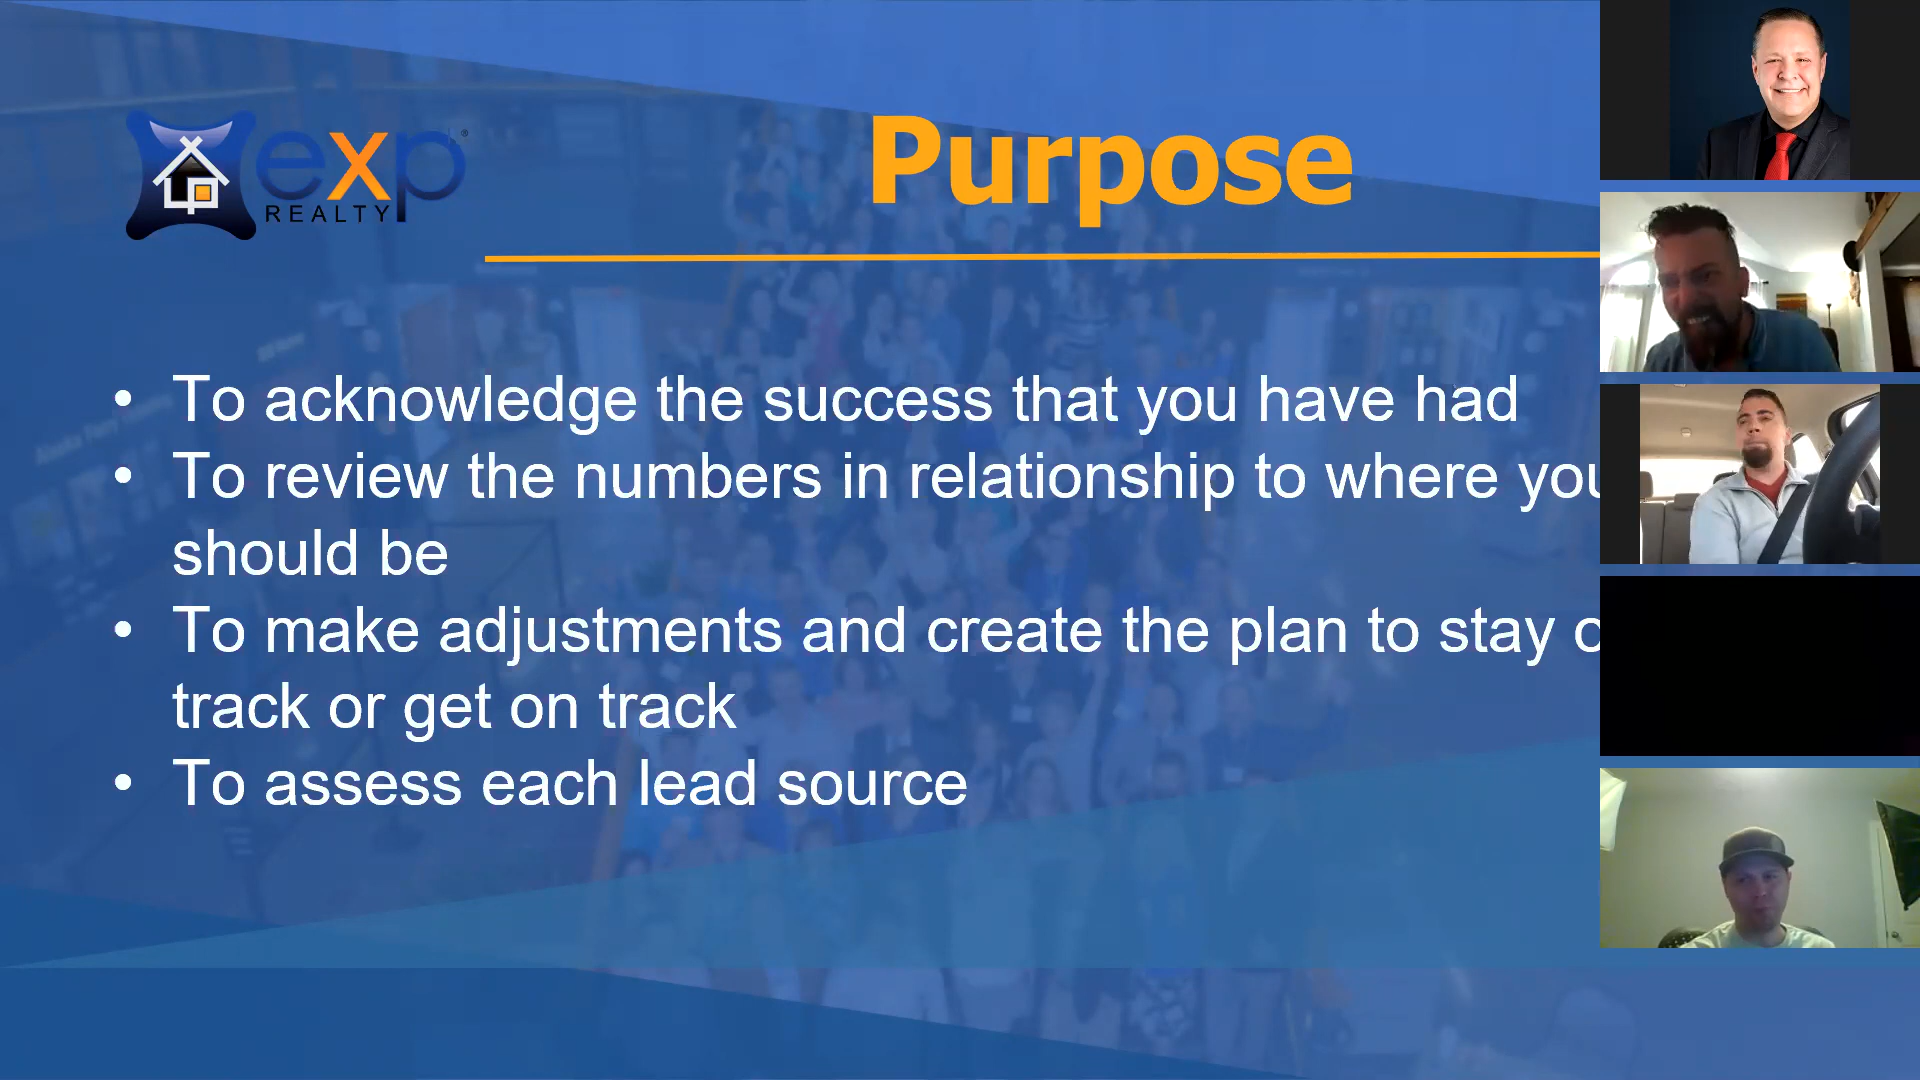 exp®
REALTY
Purpose
• To acknowledge the success that you have had
• To review the numbers in relationship to where you
should be
• To make adjustments and create the plan to stay
track or get on track
• To assess each lead source